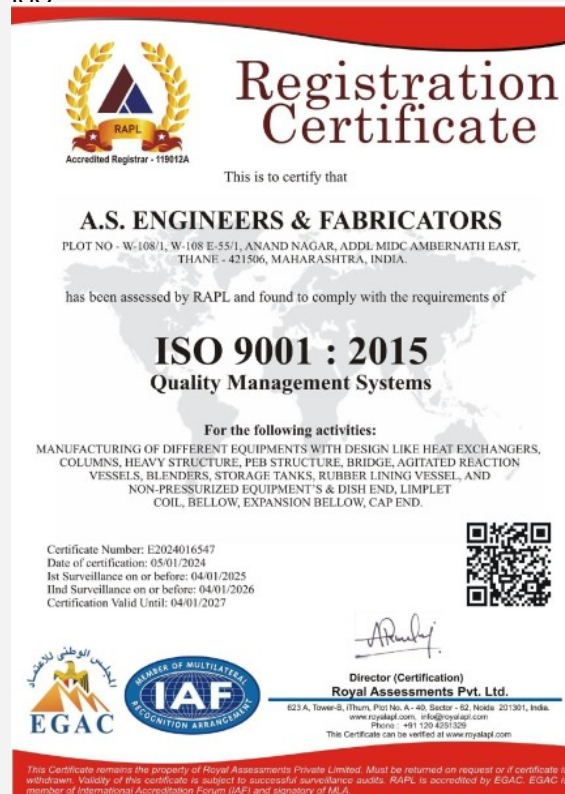 Registration
Certificate
RAPL
Accredited Registrar - 119012A
This is to certify that
A.S. ENGINEERS & FABRICATORS
PLOT NO - W-108/1, W-108 E-55/1, ANAND NAGAR, ADDL MIDC AMBERNATH EAST,
THANE - 421506, MAHARASHTRA, INDIA.
has been assessed by RAPL and found to comply with the requirements of
ISO 9001 : 2015
Quality Management Systems
For the following activities:
MANUFACTURING OF DIFFERENT EQUIPMENTS WITH DESIGN LIKE HEAT EXCHANGERS,
COLUMNS, HEAVY STRUCTURE, PEB STRUCTURE, BRIDGE, AGITATED REACTION
VESSELS, BLENDERS, STORAGE TANKS, RUBBER LINING VESSEL, AND
NON-PRESSURIZED EQUIPMENT'S & DISH END, LIMPLET
COIL, BELLOW, EXPANSION BELLOW, CAP END.
Certificate Number: E2024016547
Date of certification: 05/01/2024
Ist Surveillance on or before: 04/01/2025
IInd Surveillance on or before: 04/01/2026
Certification Valid Until: 04/01/2027
المجلس الوطني للاعتماد
EGAC
MEMBER OF MULTILATERAL
IAF
RECOGNITION ARRANGEMENT
Director (Certification)
Royal Assessments Pvt. Ltd.
623 A, Tower-B, iThum, Plot No. A - 40, Sector - 62, Noida 201301, India.
www.royalapl.com, info@royalapl.com
Phone : +91 120 4251329
This Certificate can be verified at www.royalapl.com
This Certificate remains the property of Royal Assessments Private Limited. Must be returned on request or if certificate is
withdrawn. Validity of this certificate is subject to successful surveillance audits. RAPL is accredited by EGAC. EGAC is
member of International Accreditation Forum (IAF) and signatory of MLA.